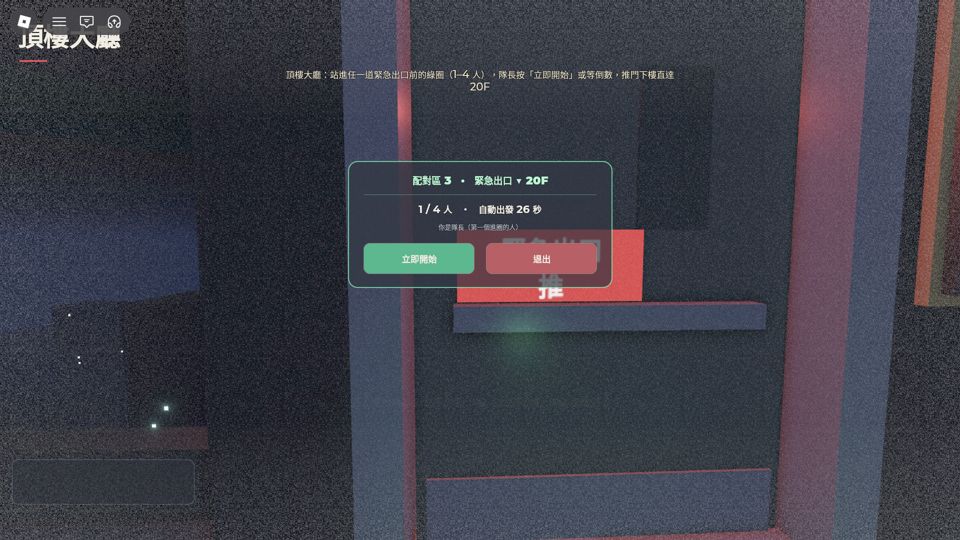 頂樓大廳
頂樓大廳：站進任一道緊急出口前的綠圈（1–4 人），隊長按「立即開始」或等倒數，推門下樓直達
20F
配對區 3 • 緊急出口 ▼ 20F
1 / 4 人 • 自動出發 26 秒
你是隊長（第一個進圈的人）
緊急出口
立即開始
退出
推